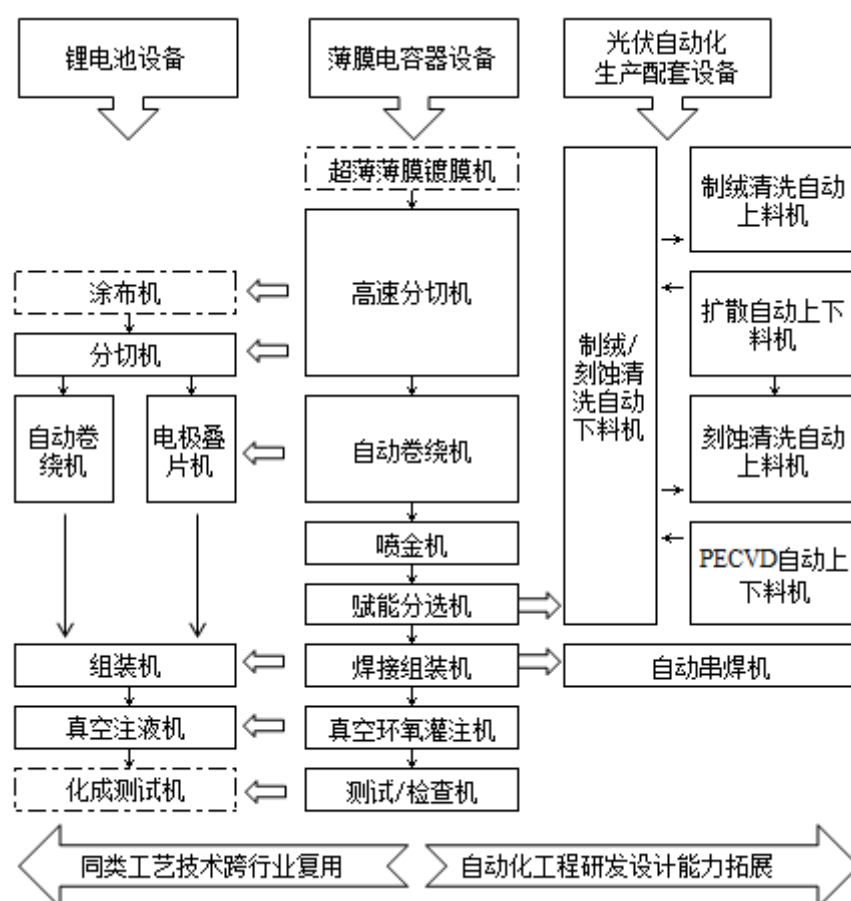 锂电池设备
薄膜电容器设备
光伏自动化
生产配套设备
超薄薄膜镀膜机
制绒清洗自动
上料机
涂布机
高速分切机
扩散自动上下
料机
分切机
制绒/
刻蚀清
洗自动
下料机
自动卷
绕机
电极叠
片机
自动卷绕机
刻蚀清洗自动
上料机
喷金机
PECVD自动上
下料机
赋能分选机
组装机
焊接组装机
自动串焊机
真空注液机
真空环氧灌注机
化成测试机
测试/检查机
同类工艺技术跨行业复用
自动化工程研发设计能力拓展